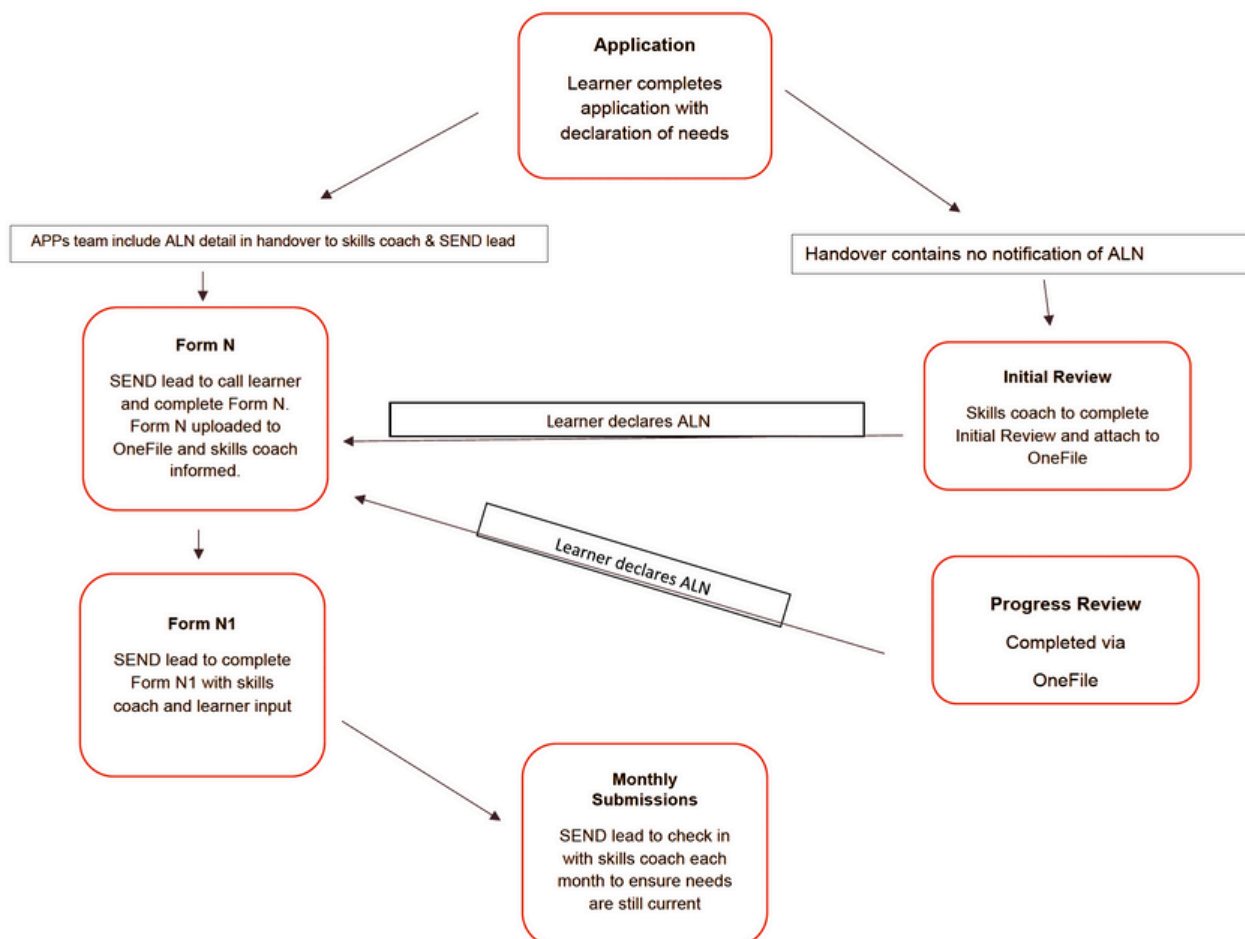 Application
Learner completes
application with
declaration of needs
APPs team include ALN detail in handover to skills coach & SEND lead
Handover contains no notification of ALN
Form N
SEND lead to call learner
and complete Form N.
Form N uploaded to
OneFile and skills coach
informed.
Learner declares ALN
Initial Review
Skills coach to complete
Initial Review and attach to
OneFile
Learner declares ALN
Progress Review
Completed via
OneFile
Form N1
SEND lead to complete
Form N1 with skills
coach and learner input
Monthly
Submissions
SEND lead to check in
with skills coach each
month to ensure needs
are still current